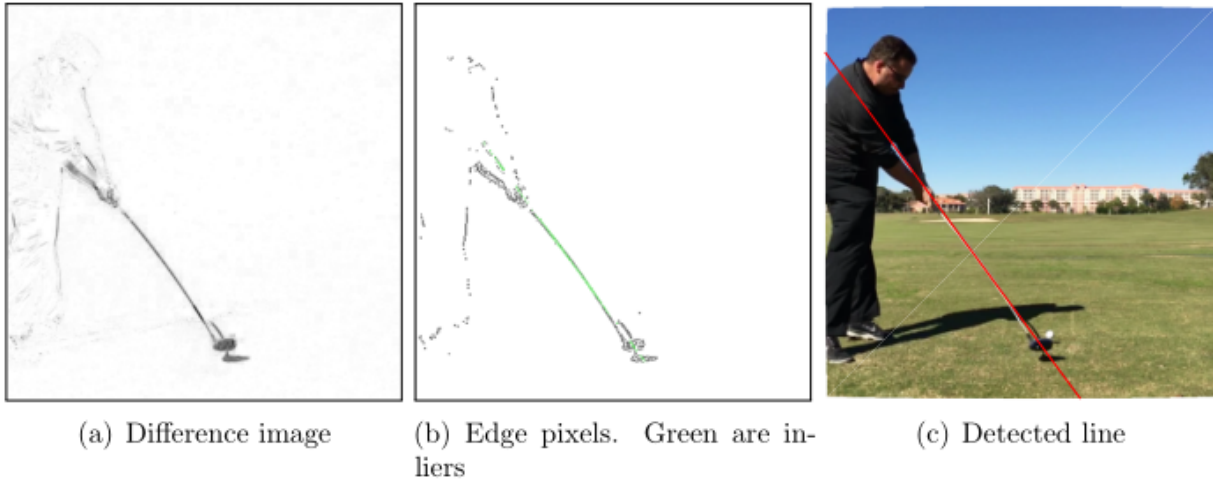 (a) Difference image
(b) Edge pixels. Green are in-
liers
(c) Detected line